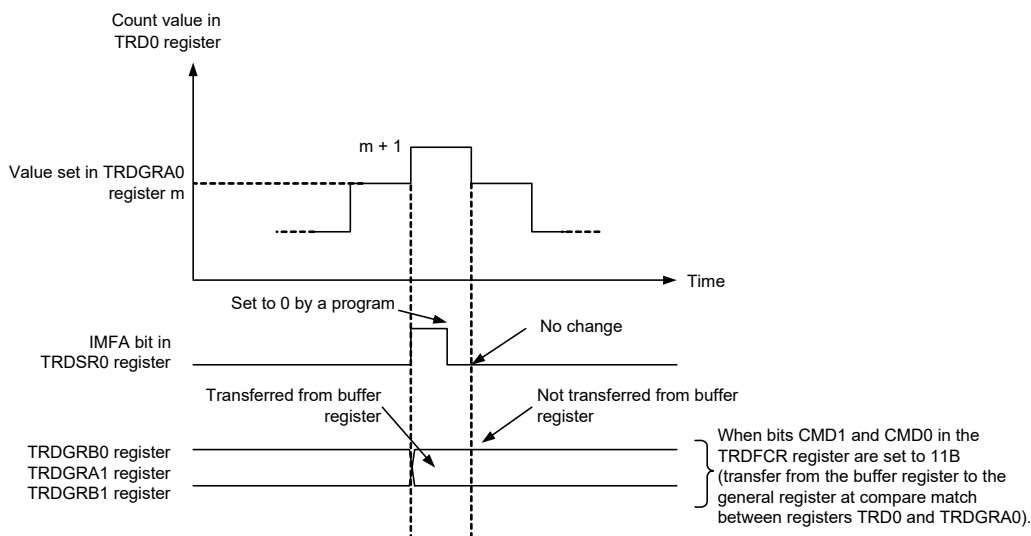 Count value in
TRD0 register
m + 1
Value set in TRDGRA0
register m
Time
Set to 0 by a program
No change
IMFA bit in
TRDSR0 register
Transferred from buffer
register
Not transferred from buffer
register
TRDGRB0 register
TRDGRA1 register
TRDGRB1 register
When bits CMD1 and CMD0 in the
TRDFCR register are set to 11B
(transfer from the buffer register to the
general register at compare match
between registers TRD0 and TRDGRA0).